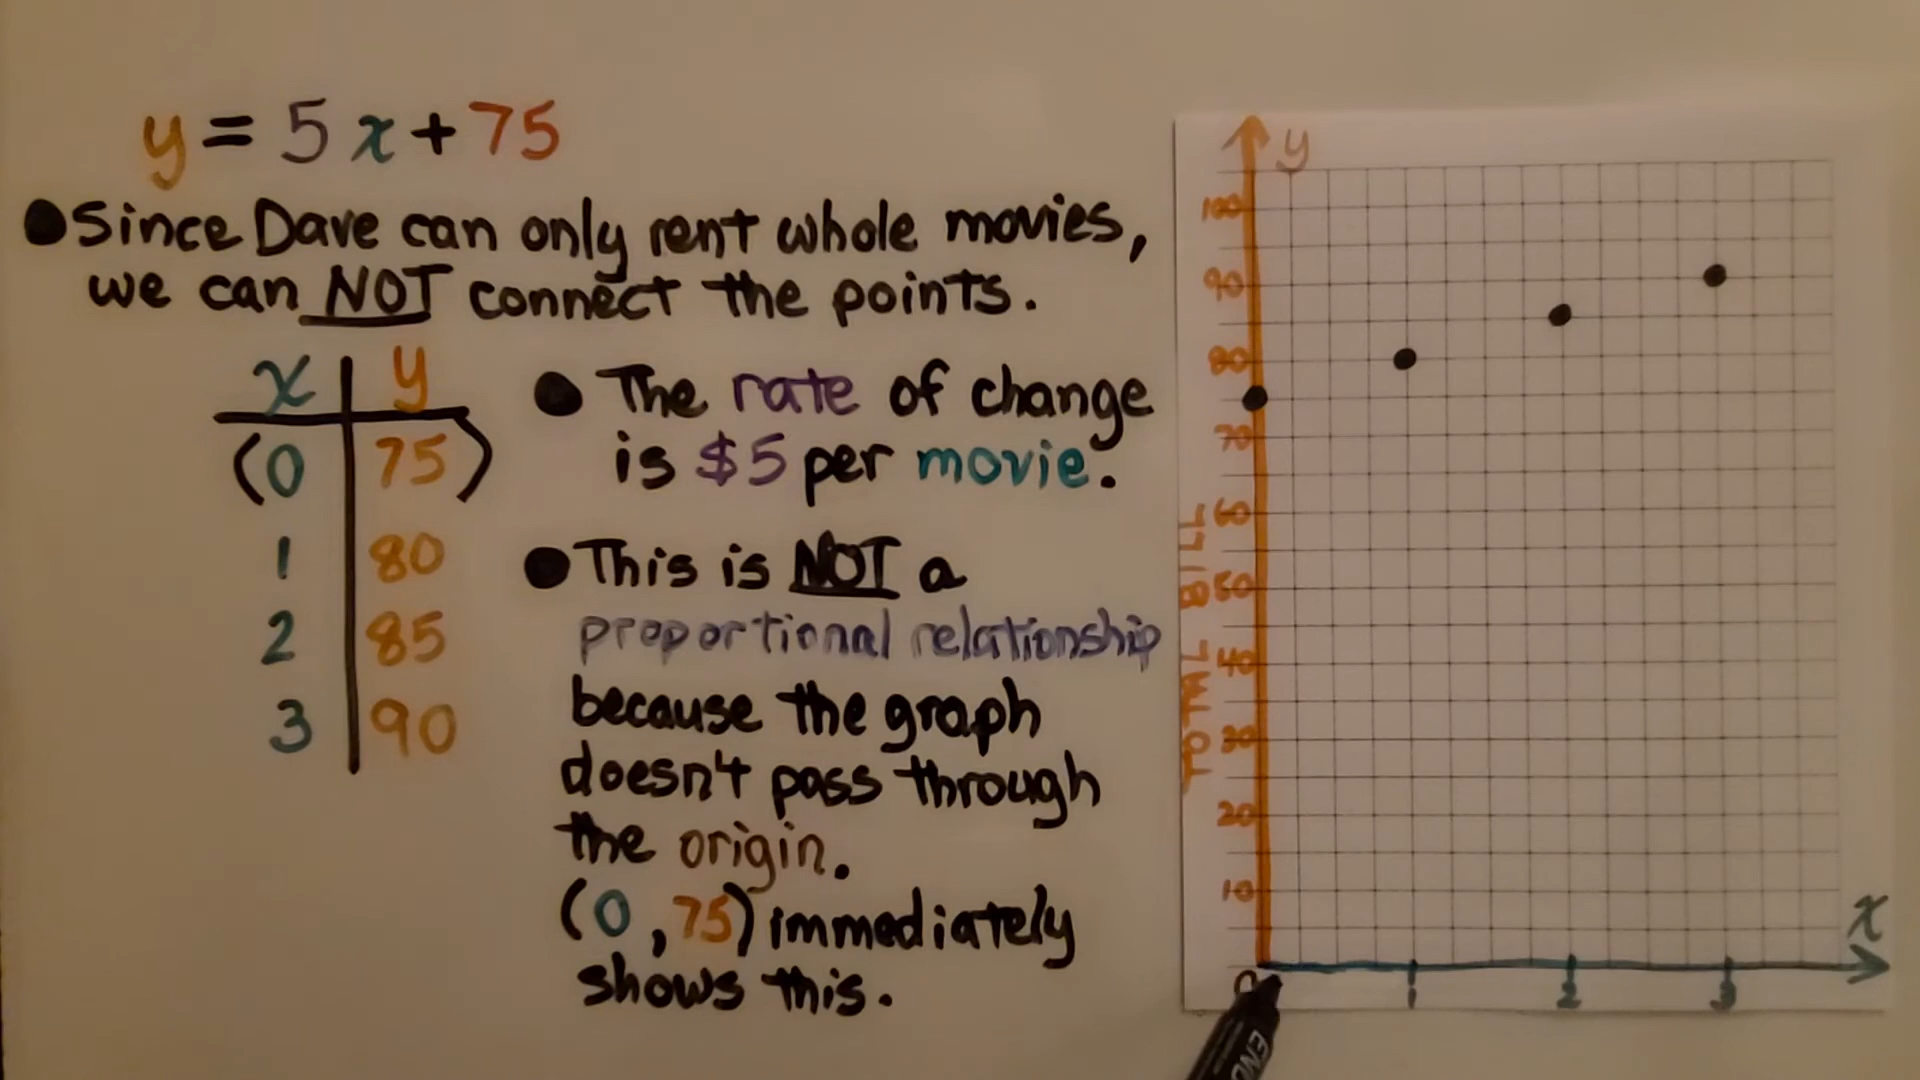 y = 5x + 75
●Since Dave can only rent whole movies,
we can NOT connect the points.
x y
(0 75)
1 80
2 85
3 90
● The rate of change
is $5 per movie.
● This is NOT a
proportional relationship
because the graph
doesn't pass through
the origin.
(0, 75) immediately
shows this.
y
100
90
80
70
60
50
40
30
20
10
TOTAL BILL
0 1 2 3
x
END